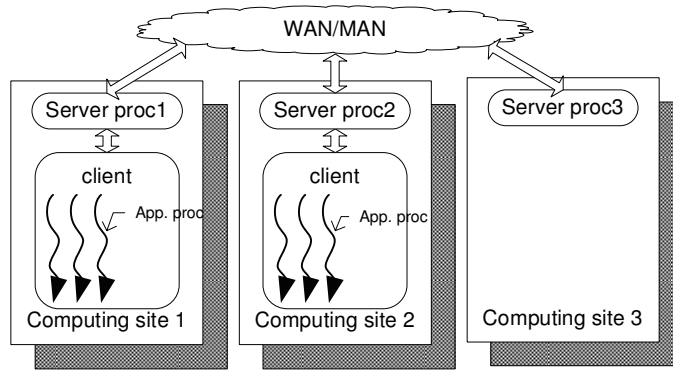 WAN/MAN
Server proc1
Server proc2
Server proc3
client
client
App. proc
App. proc
Computing site 1
Computing site 2
Computing site 3